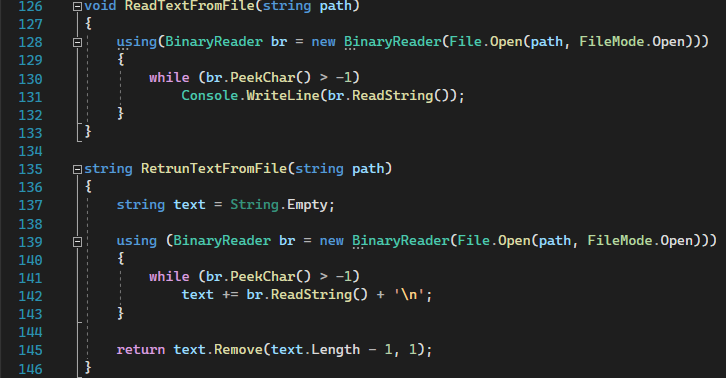 126 void ReadTextFromFile(string path)
127 {
128 using(BinaryReader br = new BinaryReader(File.Open(path, FileMode.Open)))
129 {
130 while (br.PeekChar() > -1)
131 Console.WriteLine(br.ReadString());
132 }
133 }
134
135 string RetrunTextFromFile(string path)
136 {
137 string text = String.Empty;
138
139 using (BinaryReader br = new BinaryReader(File.Open(path, FileMode.Open)))
140 {
141 while (br.PeekChar() > -1)
142 text += br.ReadString() + '\n';
143 }
144
145 return text.Remove(text.Length - 1, 1);
146 }